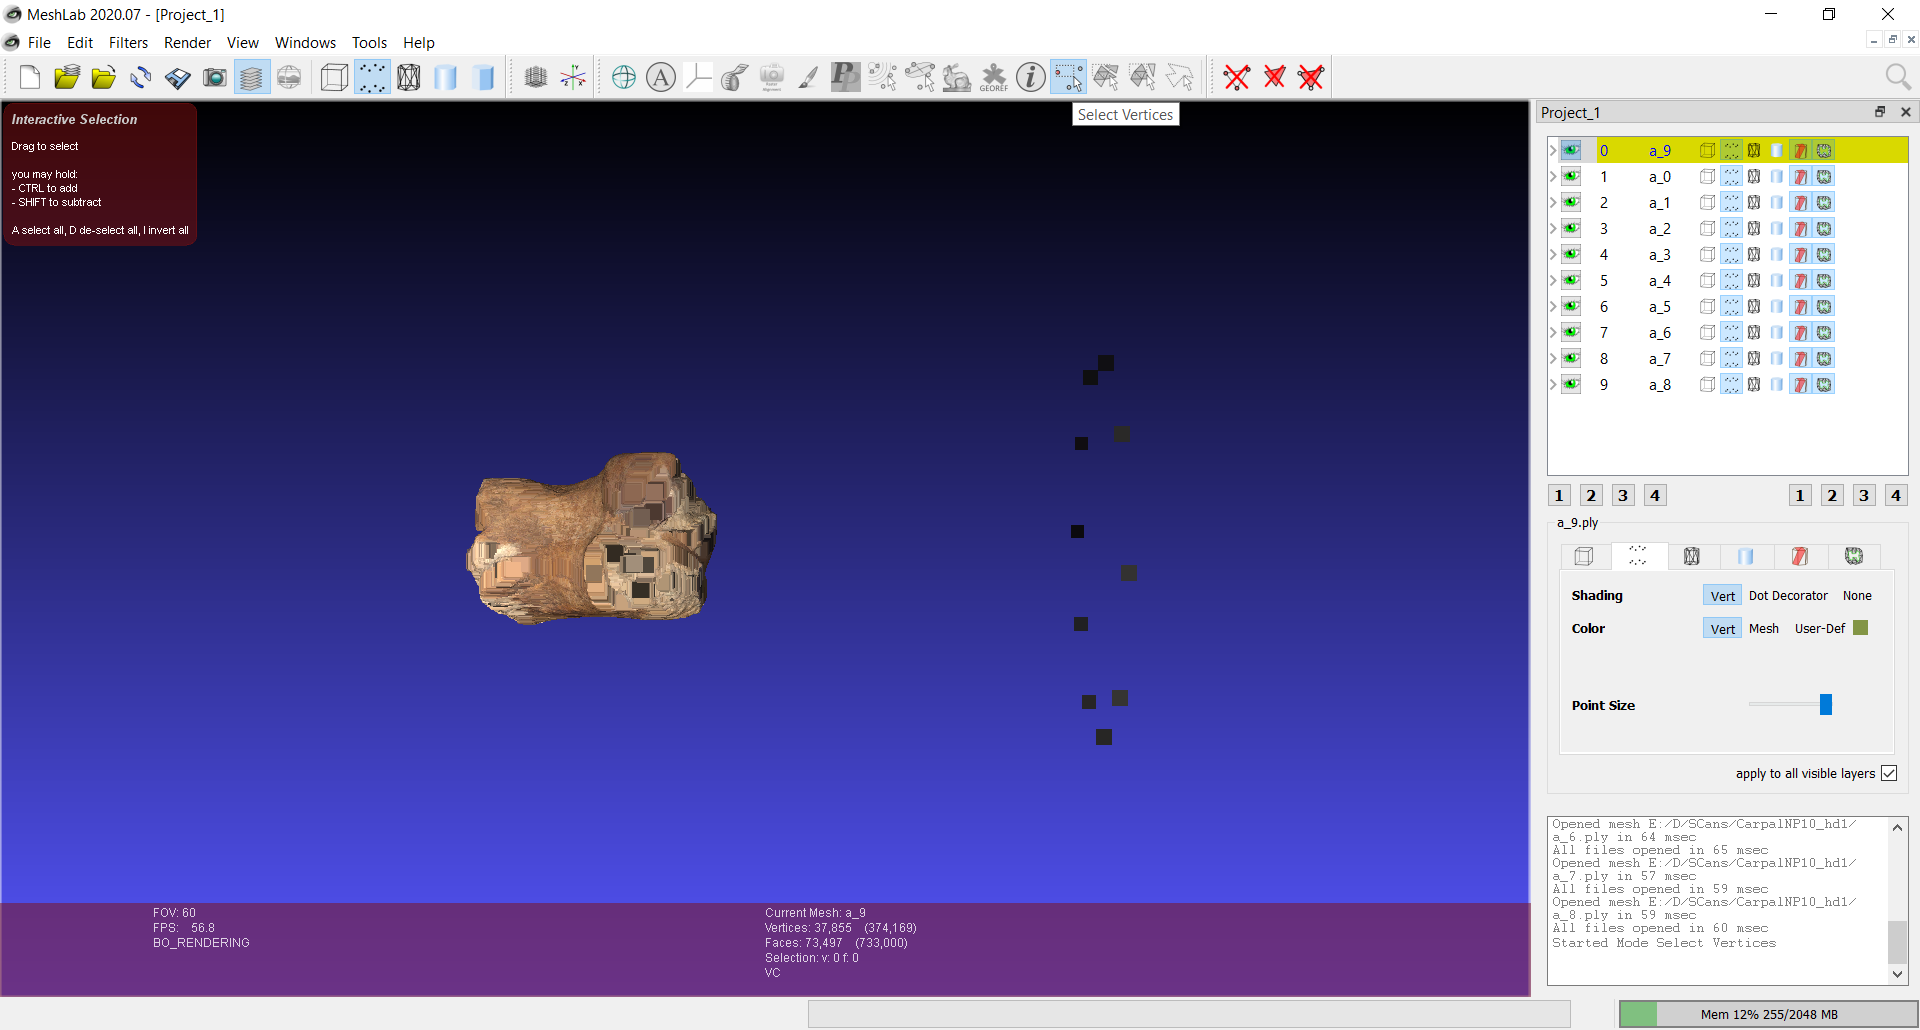 MeshLab 2020.07 - [Project_1]
File Edit Filters Render View Windows Tools Help
A
PP
GEOREF
i
Select Vertices
Interactive Selection
Drag to select
you may hold:
- CTRL to add
- SHIFT to subtract
A select all, D de-select all, I invert all
Project_1
0 a_9
1 a_0
2 a_1
3 a_2
4 a_3
5 a_4
6 a_5
7 a_6
8 a_7
9 a_8
1 2 3 4 1 2 3 4
a_9.ply
Shading Vert Dot Decorator None
Color Vert Mesh User-Def
Point Size
apply to all visible layers
Opened mesh E:/D/SCans/CarpalNP10_hd1/
a_6.ply in 64 msec
All files opened in 65 msec
Opened mesh E:/D/SCans/CarpalNP10_hd1/
a_7.ply in 57 msec
All files opened in 59 msec
Opened mesh E:/D/SCans/CarpalNP10_hd1/
a_8.ply in 59 msec
All files opened in 60 msec
Started Mode Select Vertices
FOV: 60
FPS: 56.8
BO_RENDERING
Current Mesh: a_9
Vertices: 37,855 (374,169)
Faces: 73,497 (733,000)
Selection: v: 0 f: 0
VC
Mem 12% 255/2048 MB